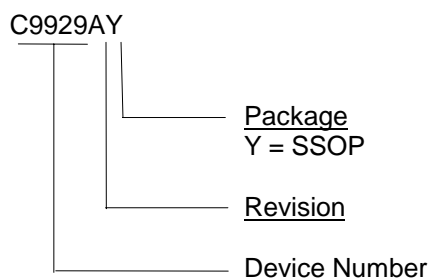 C9929AY
Package
Y = SSOP
Revision
Device Number